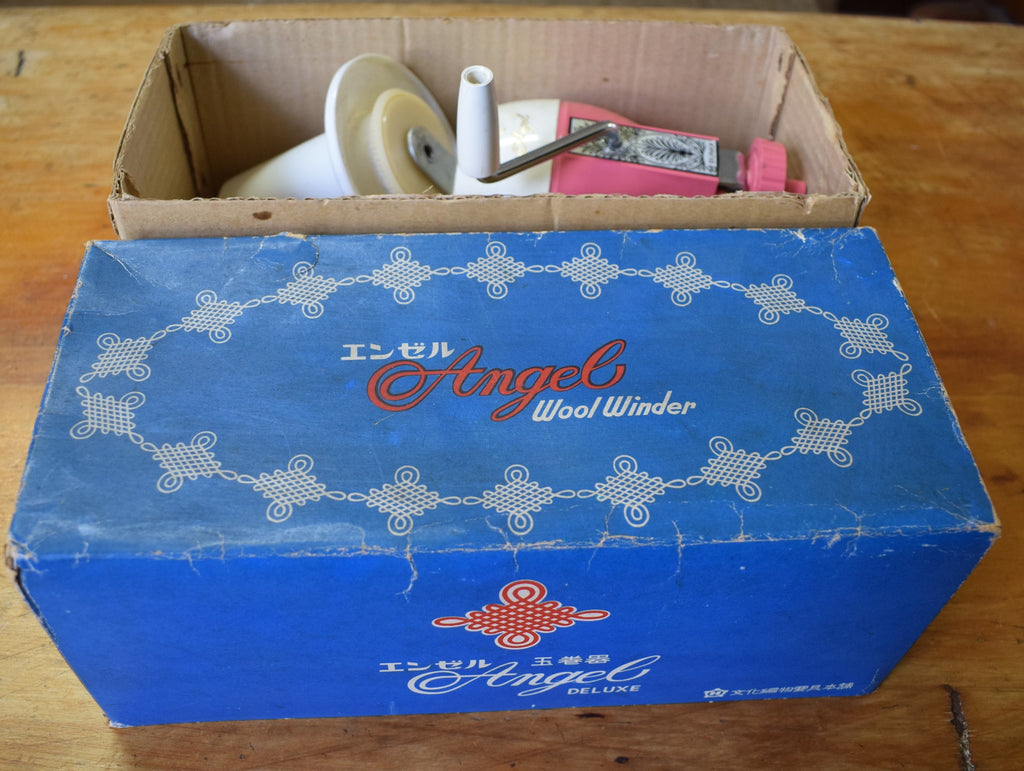 エンゼル Angel
Wool Winder
エンゼル 玉巻器
Angel
DELUXE
文化編物要具本舗